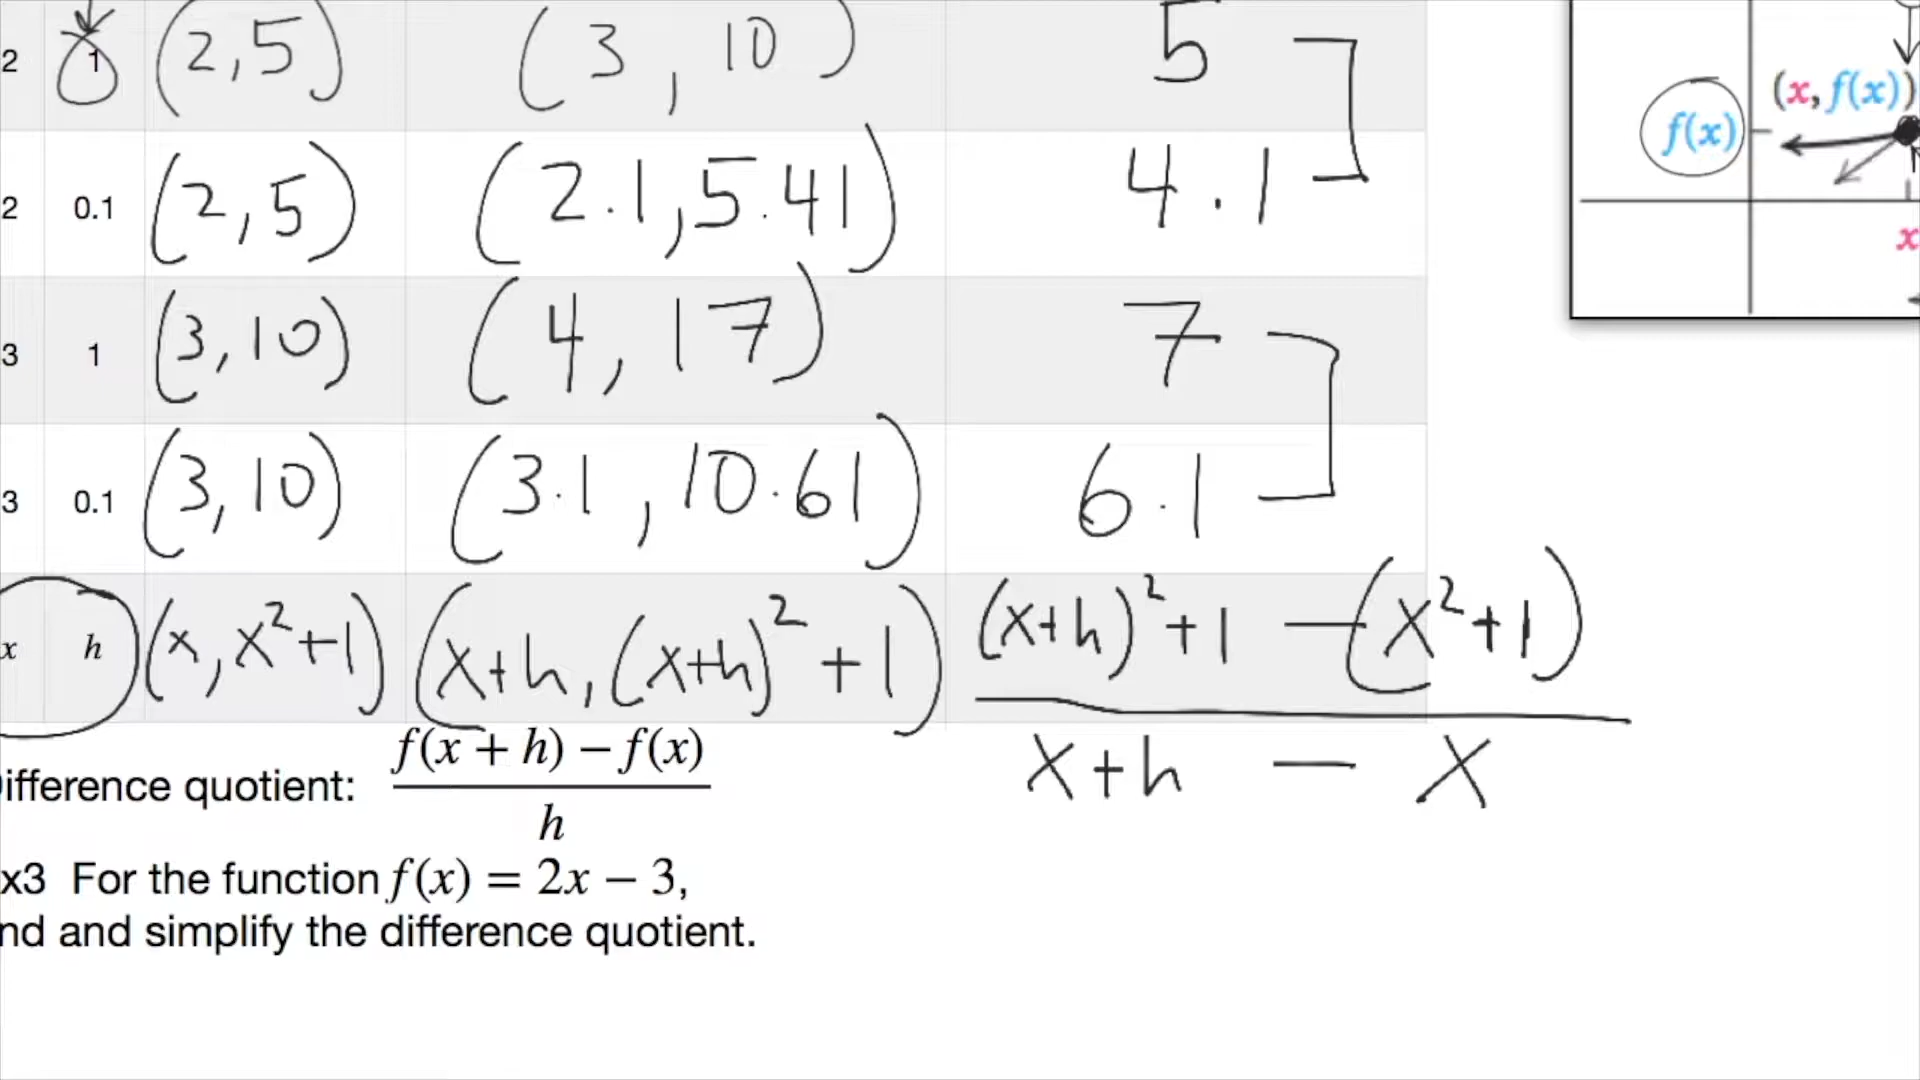 2 1 (2,5) (3, 10) 5
2 0.1 (2,5) (2.1, 5.41) 4.1
3 1 (3,10) (4, 17) 7
3 0.1 (3,10) (3.1, 10.61) 6.1
x h (x, x²+1) (x+h, (x+h)²+1) (x+h)²+1 - (x²+1)
x+h - x
ifference quotient: f(x + h) − f(x)
h
x3 For the function f(x) = 2x − 3,
nd and simplify the difference quotient.
(x, f(x))
f(x)
x